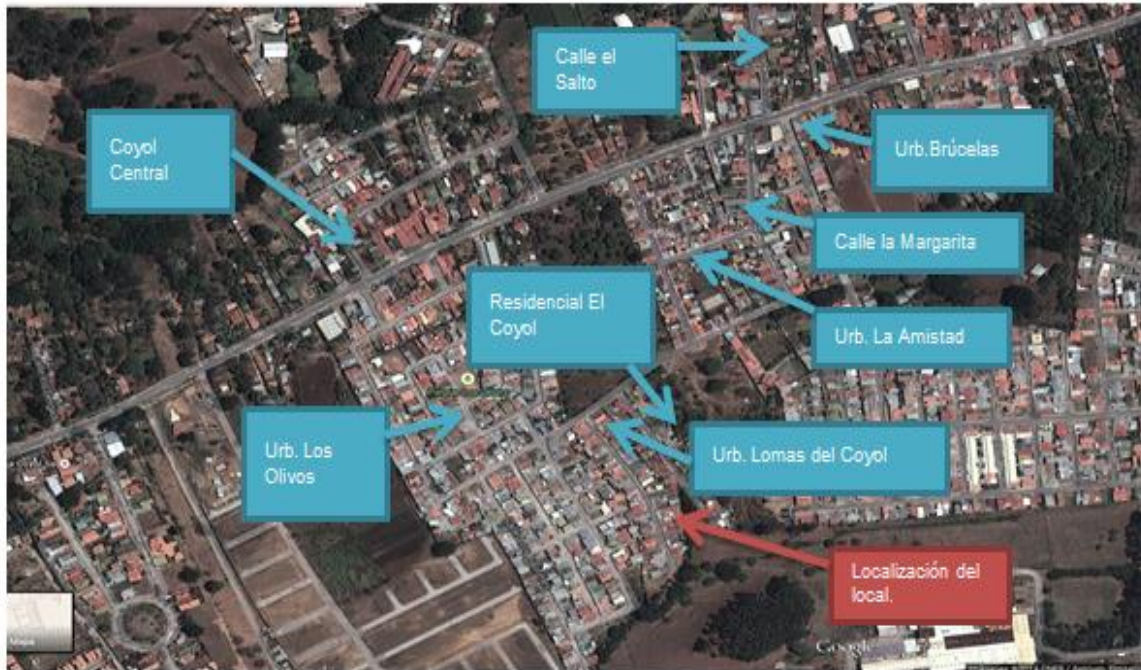 Calle el
Salto
Coyol
Central
Urb.Brúcelas
Calle la Margarita
Residencial El
Coyol
Urb. La Amistad
Urb. Los
Olivos
Urb. Lomas del Coyol
Localización del
local.
Google